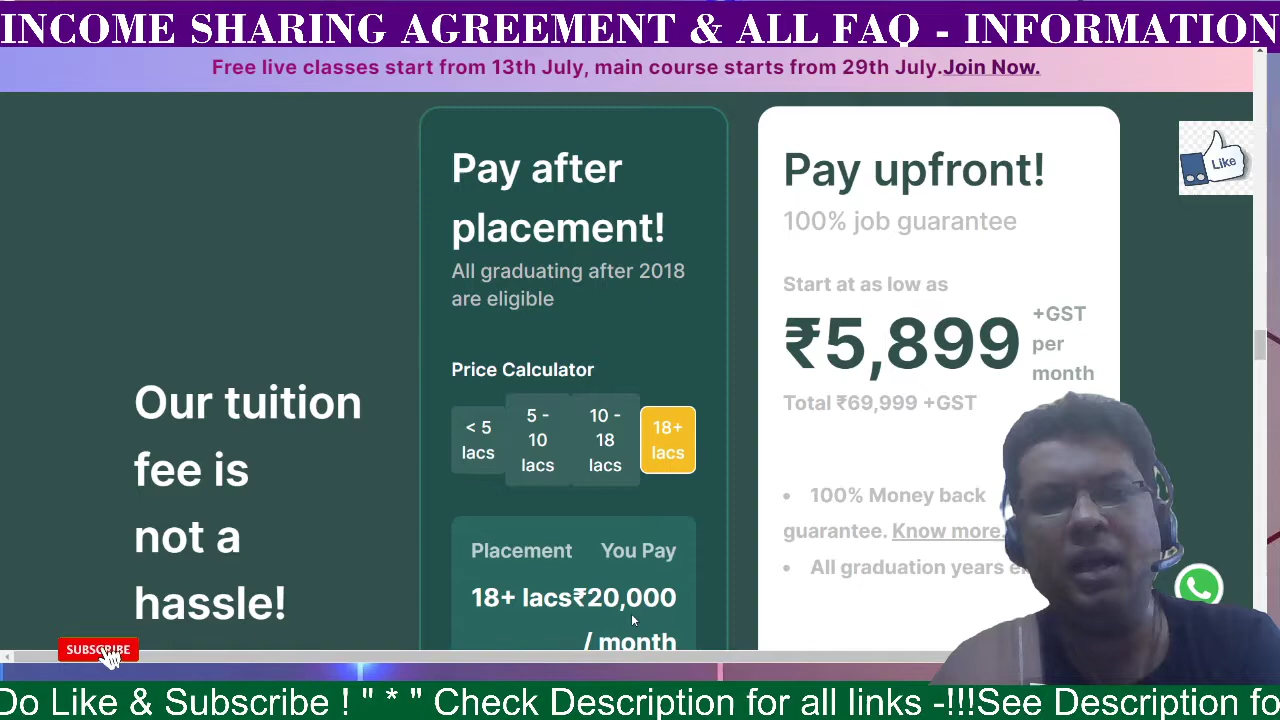 INCOME SHARING AGREEMENT & ALL FAQ - INFORMATION
Free live classes start from 13th July, main course starts from 29th July.Join Now.
Our tuition
fee is
not a
hassle!
Pay after
placement!
All graduating after 2018
are eligible
Price Calculator
< 5
lacs
5 -
10
lacs
10 -
18
lacs
18+
lacs
Placement
You Pay
18+ lacs₹20,000
/ month
Pay upfront!
100% job guarantee
Start at as low as
₹5,899
+GST
per
month
Total ₹69,999 +GST
• 100% Money back
guarantee. Know more.
• All graduation years
Like
SUBSCRIBE
Do Like & Subscribe ! " * " Check Description for all links -!!!See Description fo